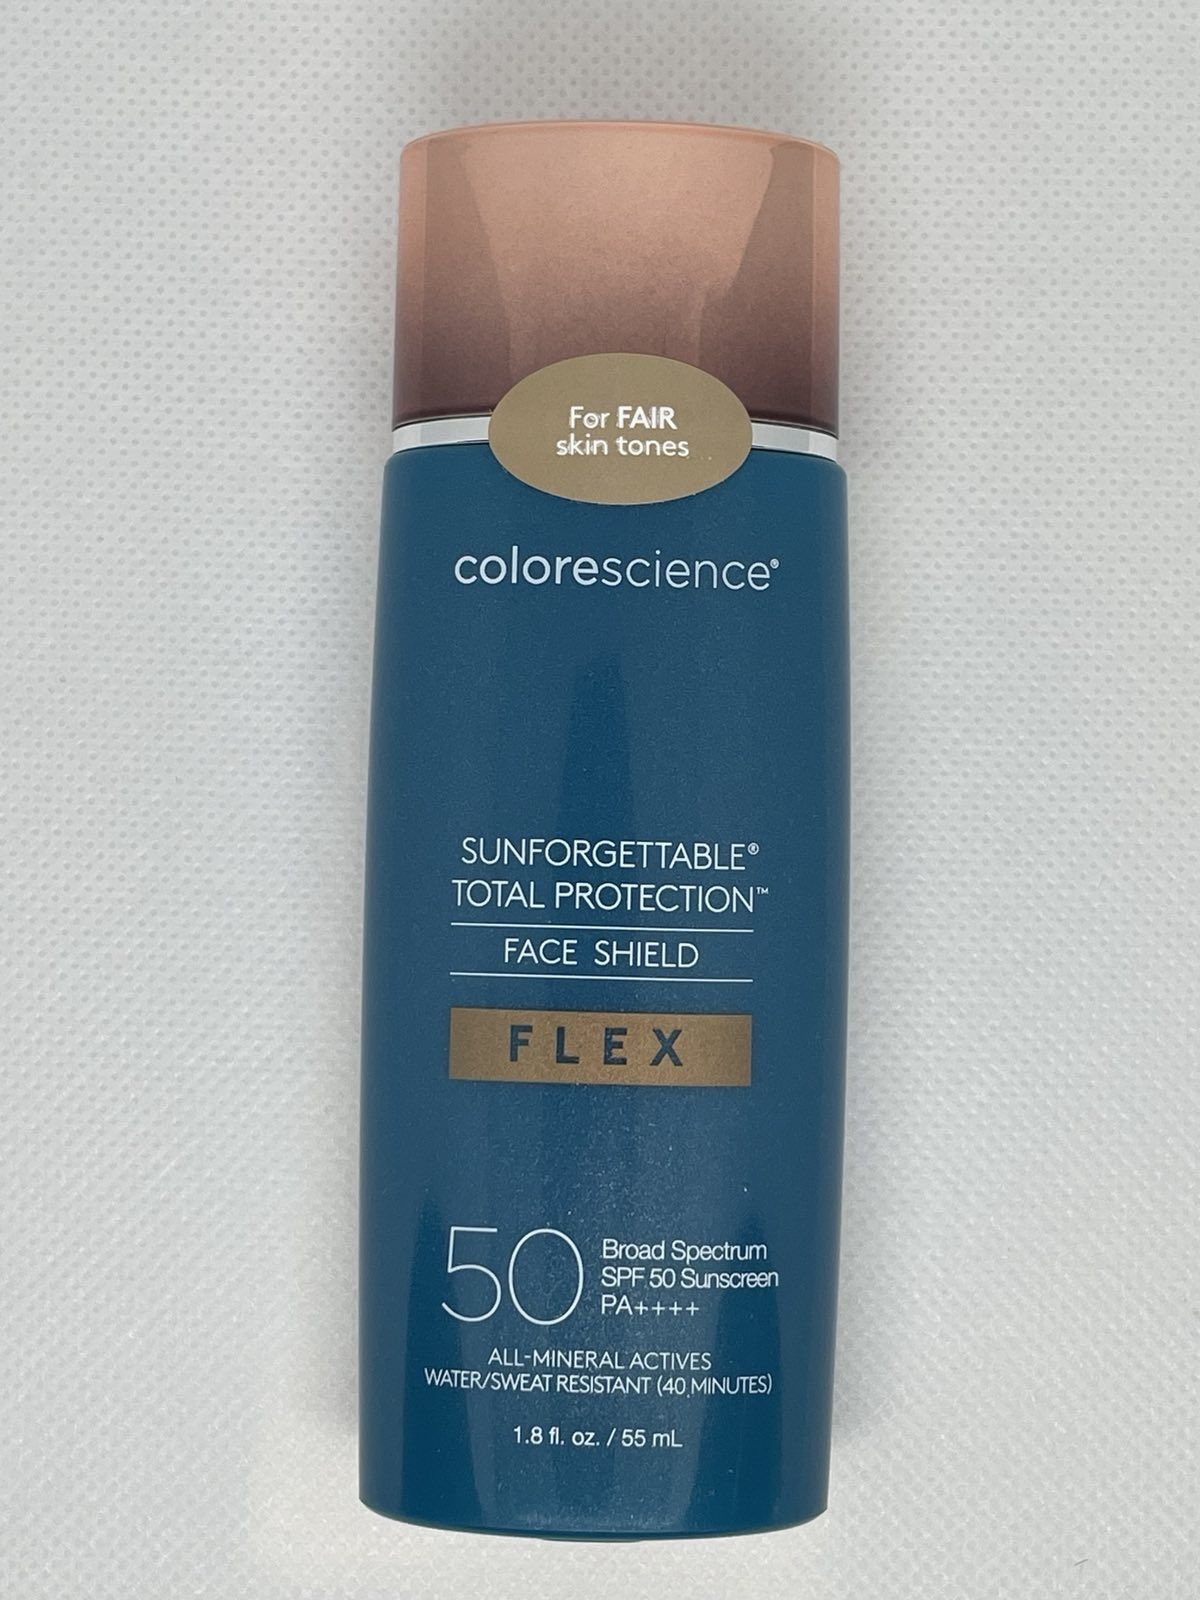 For FAIR
skin tones
colorescience®
SUNFORGETTABLE®
TOTAL PROTECTION™
FACE SHIELD
FLEX
50
Broad Spectrum
SPF 50 Sunscreen
PA++++
ALL-MINERAL ACTIVES
WATER/SWEAT RESISTANT (40 MINUTES)
1.8 fl. oz. / 55 mL